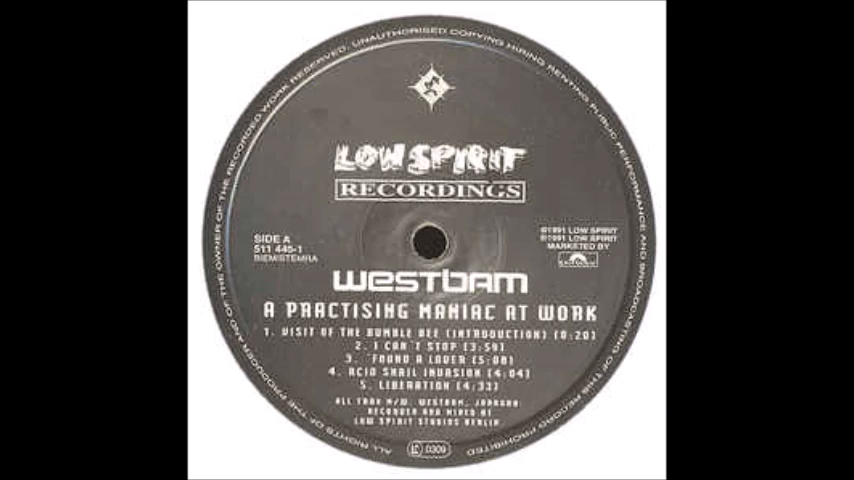 ALL RIGHTS OF THE PRODUCER AND OF THE OWNER OF THE RECORDED WORK RESERVED. UNAUTHORISED COPYING HIRING RENTING PUBLIC PERFORMANCE AND BROADCASTING OF THIS RECORD PROHIBITED
LOW SPIRIT
RECORDINGS
SIDE A
511 445-1
BIEM/STEMRA
℗1991 LOW SPIRIT
©1991 LOW SPIRIT
MARKETED BY
WESTBAM
A PRACTISING MANIAC AT WORK
1. VISIT OF THE BUMBLE BEE (INTRODUCTION) [0:20]
2. I CAN'T STOP [3:59]
3. FOUND A LOVER [5:08]
4. ACID SNAIL INVASION [4:04]
5. LIBERATION [4:33]
ALL TRAX M/W. WESTBAM,
RECORDED AND MIXED AT
LOW SPIRIT STUDIOS BERLIN
LC 0309